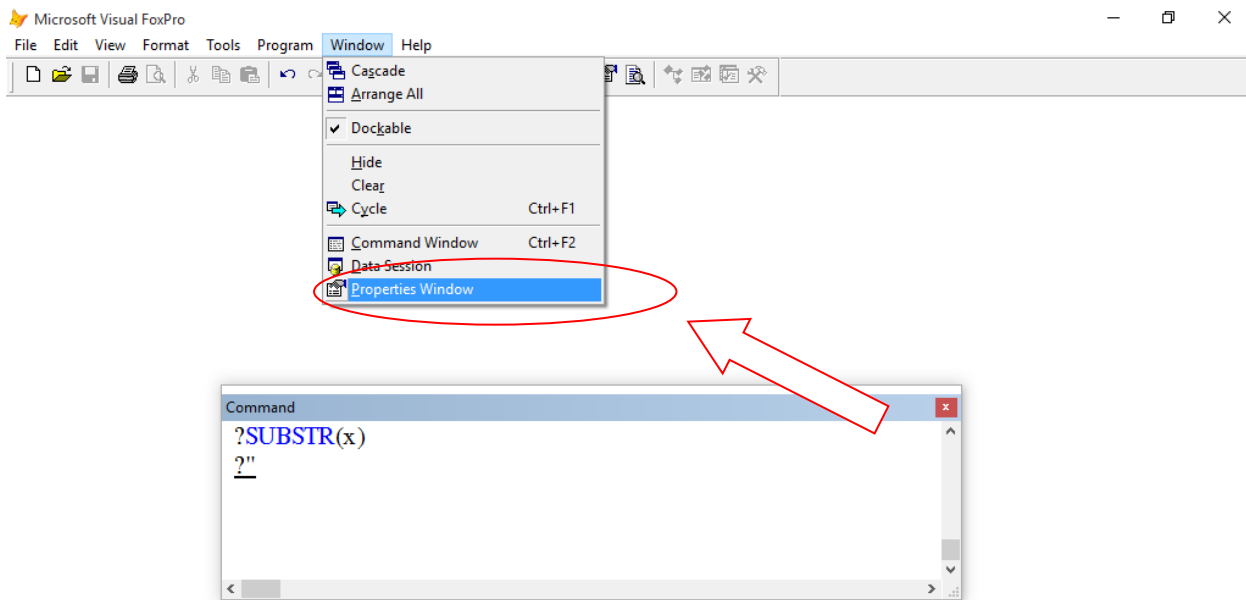 Microsoft Visual FoxPro
File Edit View Format Tools Program Window Help
Cascade
Arrange All
Dockable
Hide
Clear
Cycle Ctrl+F1
Command Window Ctrl+F2
Data Session
Properties Window
Command
?SUBSTR(x)
?"